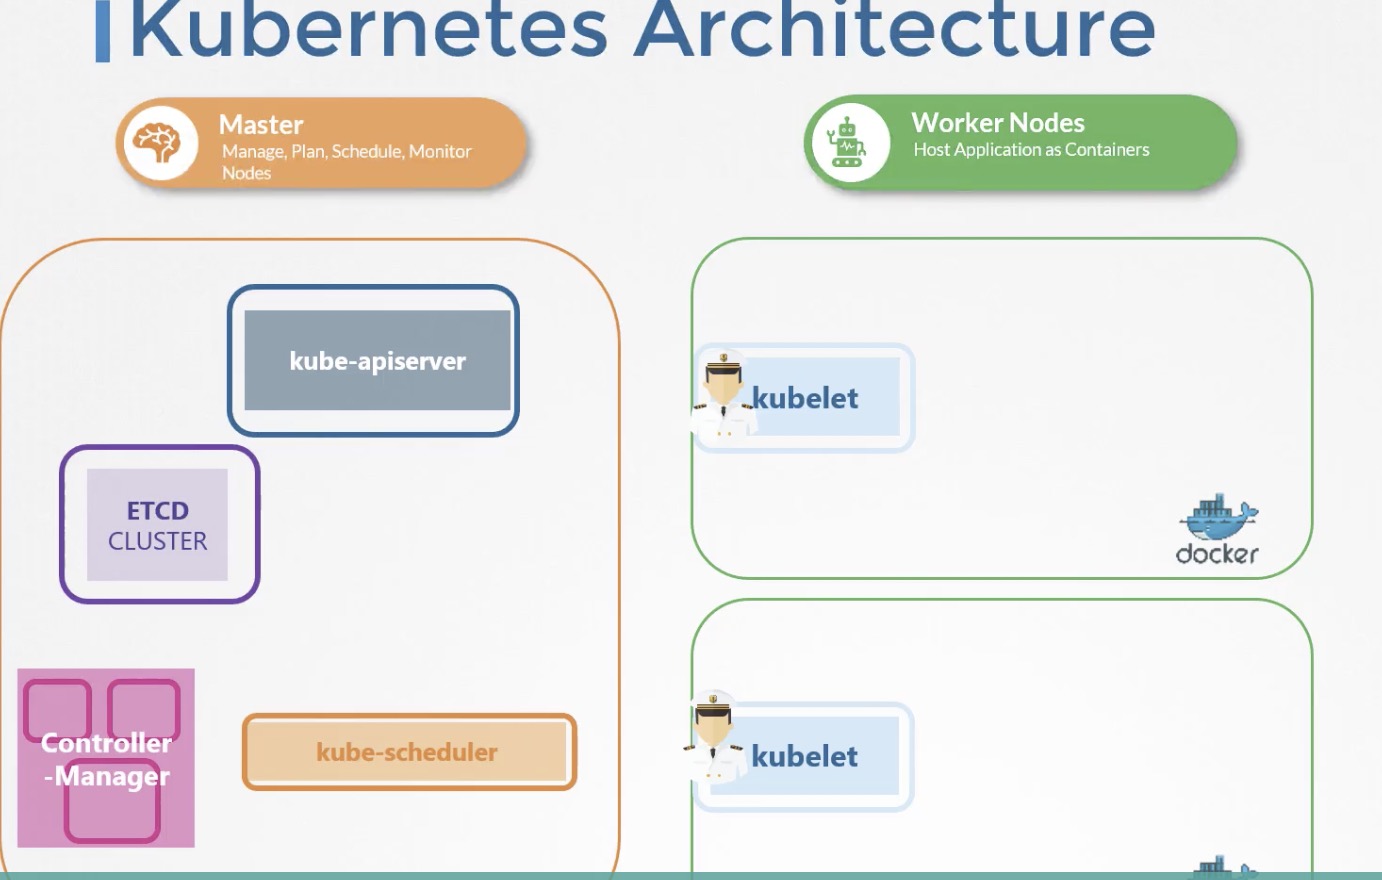 Kubernetes Architecture
Master
Manage, Plan, Schedule, Monitor
Nodes
Worker Nodes
Host Application as Containers
kube-apiserver
ETCD
CLUSTER
Controller
-Manager
kube-scheduler
kubelet
docker
kubelet